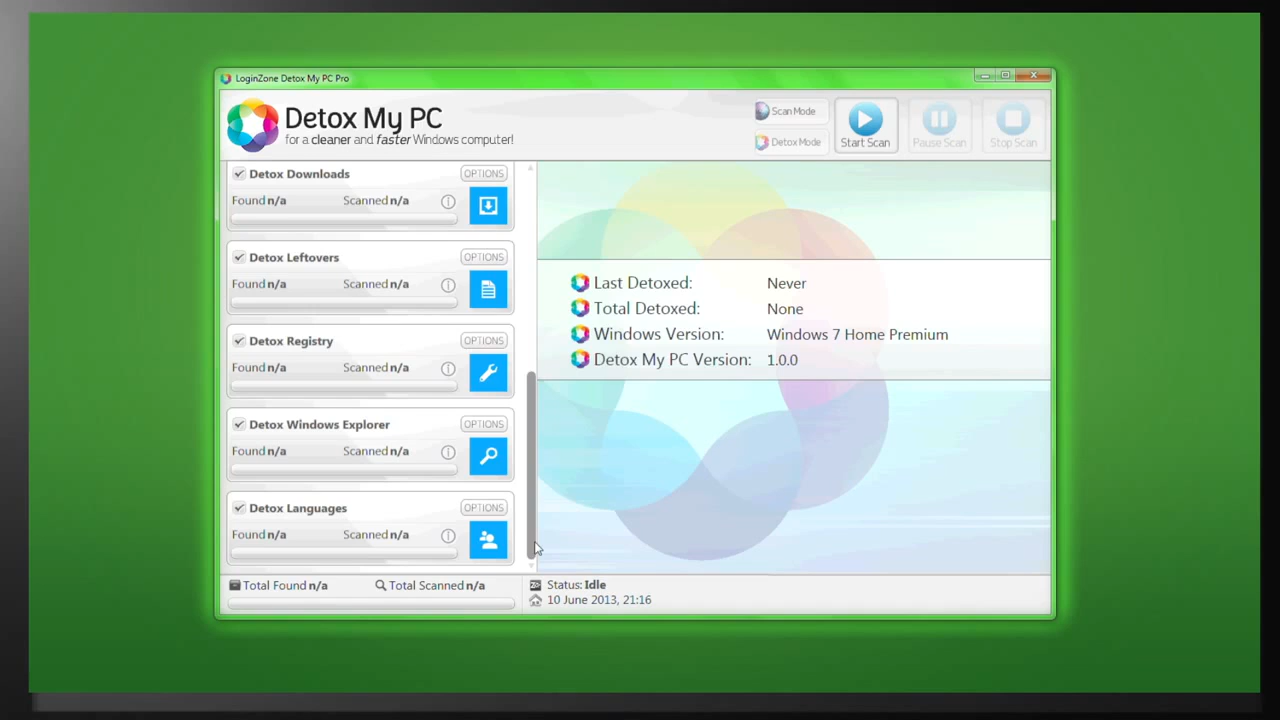 LoginZone Detox My PC Pro
Detox My PC
for a cleaner and faster Windows computer!
Scan Mode
Detox Mode
Start Scan
Pause Scan
Stop Scan
Detox Downloads OPTIONS
Found n/a Scanned n/a
Detox Leftovers OPTIONS
Found n/a Scanned n/a
Detox Registry OPTIONS
Found n/a Scanned n/a
Detox Windows Explorer OPTIONS
Found n/a Scanned n/a
Detox Languages OPTIONS
Found n/a Scanned n/a
Last Detoxed: Never
Total Detoxed: None
Windows Version: Windows 7 Home Premium
Detox My PC Version: 1.0.0
Total Found n/a Total Scanned n/a
Status: Idle
10 June 2013, 21:16